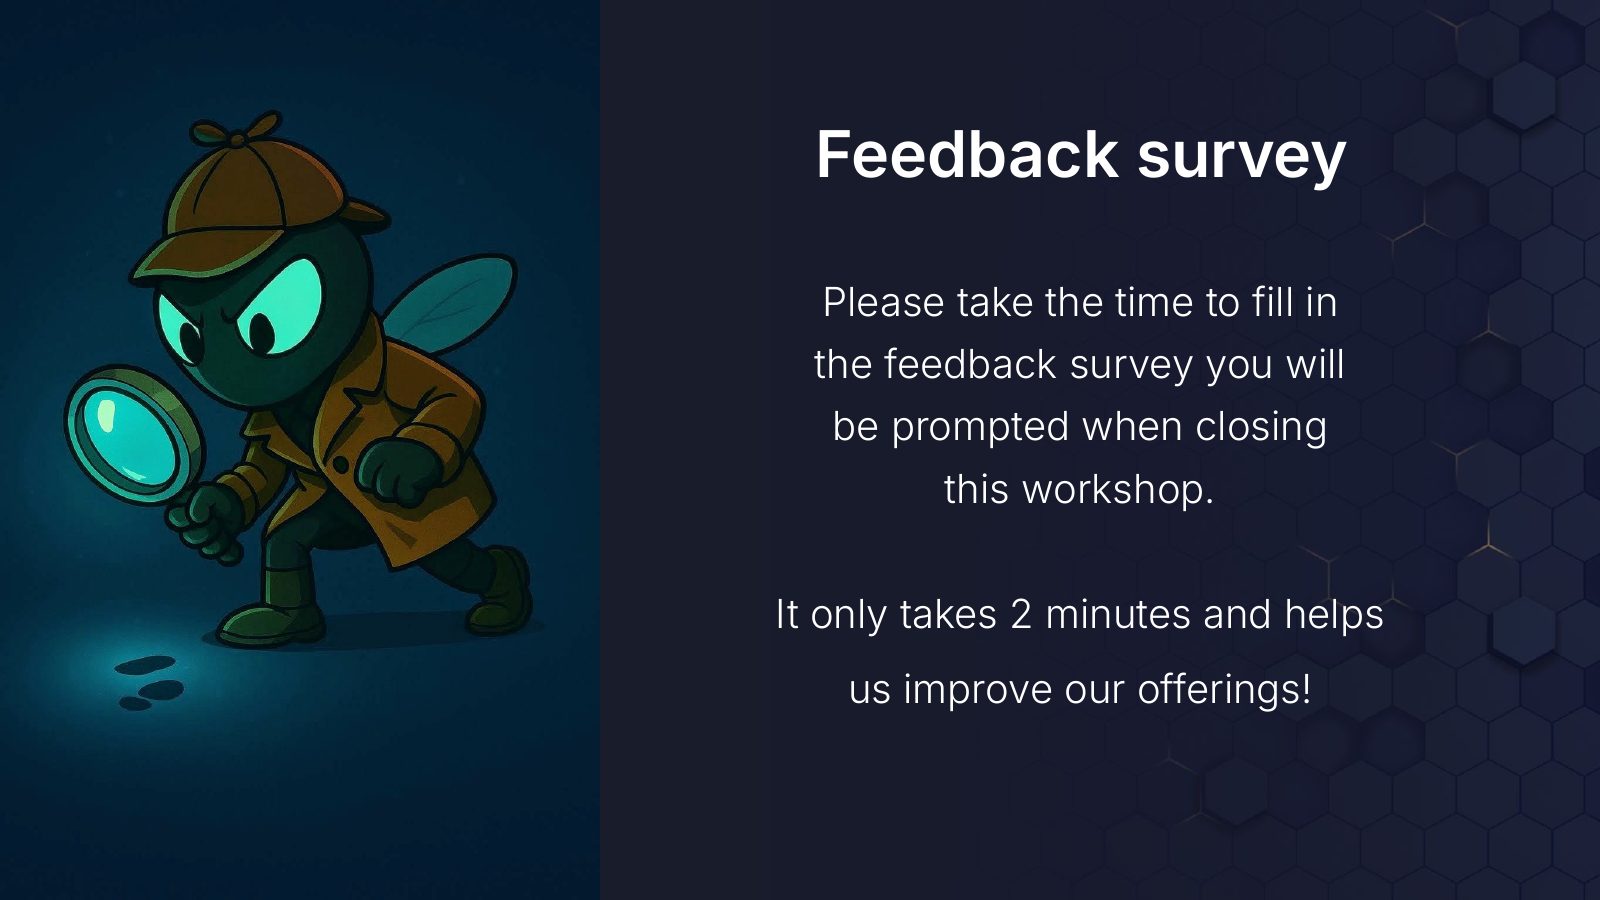 Feedback survey
Please take the time to fill in
the feedback survey you will
be prompted when closing
this workshop.
It only takes 2 minutes and helps
us improve our offerings!